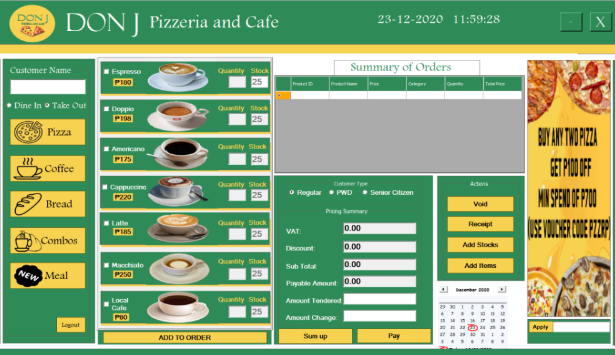 DON J
DON J Pizzeria and Cafe
23-12-2020 11:59:28
- X
Customer Name
Dine In Take Out
Pizza
Coffee
Bread
Combos
NEW Meal
Logout
Espresso Quantity Stock
₱180 25
Doppio Quantity Stock
₱198 25
Americano Quantity Stock
₱175 25
Cappuccino Quantity Stock
₱220 25
Latte Quantity Stock
₱185 25
Macchiato Quantity Stock
₱250 25
Local Cafe Quantity Stock
₱60 25
ADD TO ORDER
Summary of Orders
Product ID Product Name Price Category Quantity Total Price
Customer Type
Regular PWD Senior Citizen
Pricing Summary
VAT: 0.00
Discount: 0.00
Sub Total: 0.00
Payable Amount: 0.00
Amount Tendered:
Amount Change:
Sum up Pay
Actions
Void
Receipt
Add Stocks
Add Items
December 2020
29 30 1 2 3 4 5
6 7 8 9 10 11 12
13 14 15 16 17 18 19
20 21 22 23 24 25 26
27 28 29 30 31 1 2
3 4 5 6 7 8 9
BUY ANY TWO PIZZA
GET P100 OFF
MIN SPEND OF P700
(USE VOUCHER CODE PZZRP)
Apply